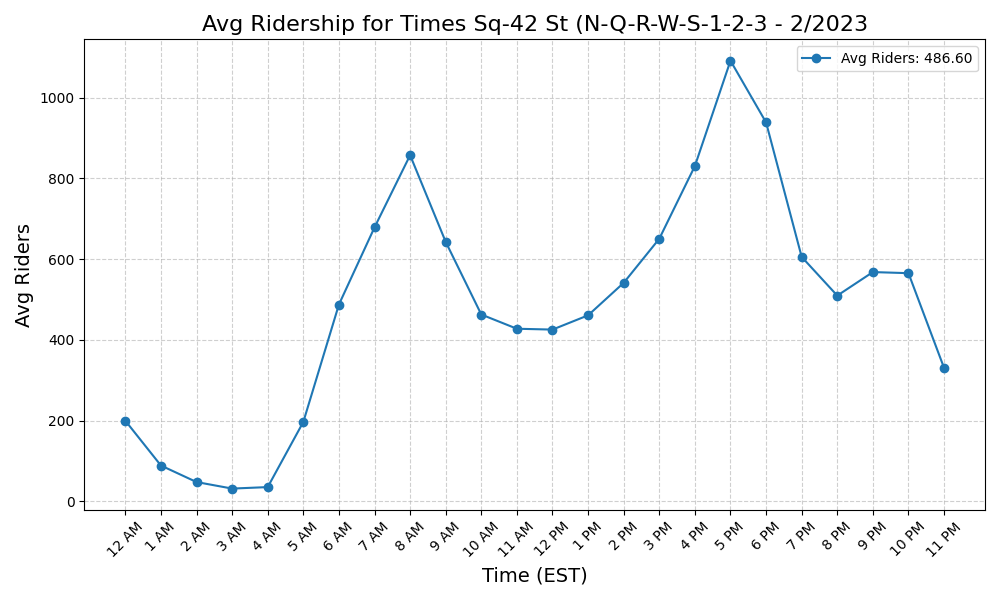 Avg Ridership for Times Sq-42 St (N-Q-R-W-S-1-2-3 - 2/2023
Avg Riders: 486.60
Avg Riders
1000
800
600
400
200
0
12 AM
1 AM
2 AM
3 AM
4 AM
5 AM
6 AM
7 AM
8 AM
9 AM
10 AM
11 AM
12 PM
1 PM
2 PM
3 PM
4 PM
5 PM
6 PM
7 PM
8 PM
9 PM
10 PM
11 PM
Time (EST)